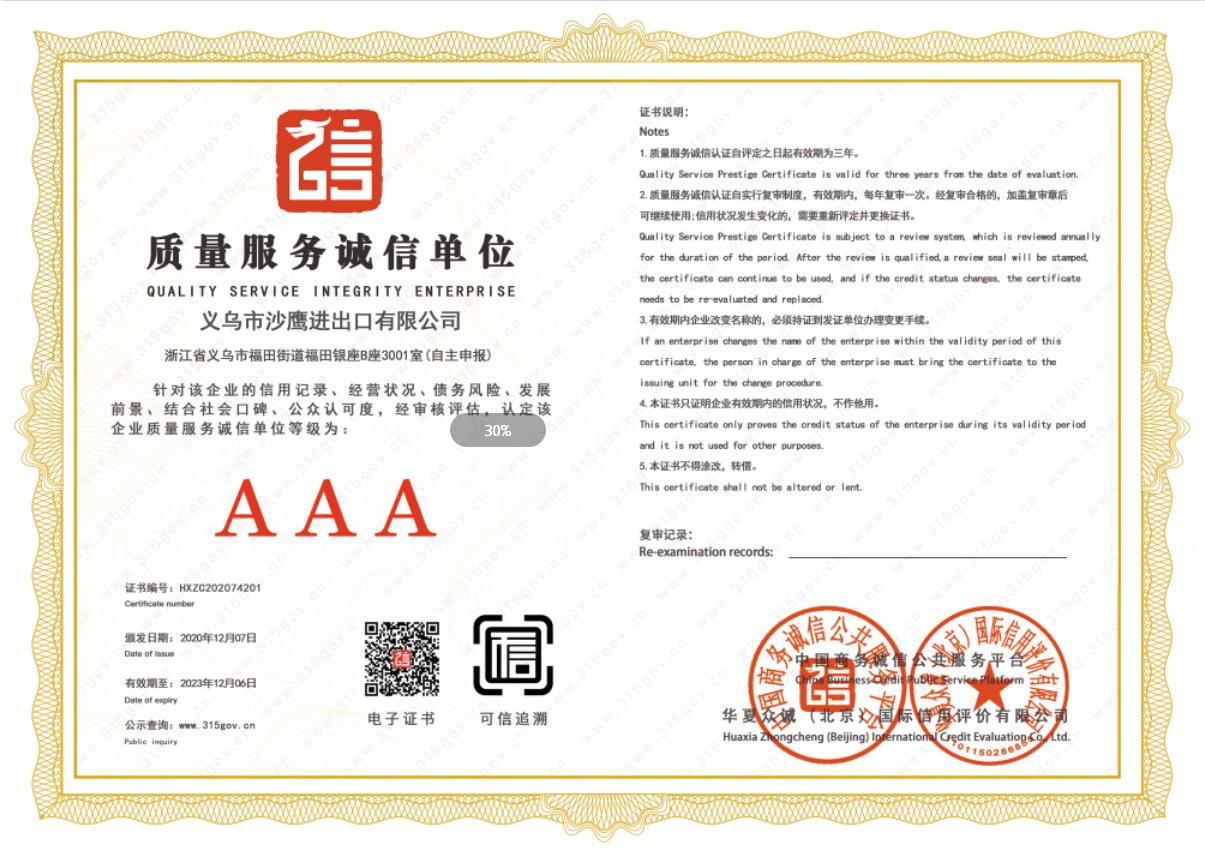 质量服务诚信单位
QUALITY SERVICE INTEGRITY ENTERPRISE
义乌市沙鹰进出口有限公司
浙江省义乌市福田街道福田银座B座3001室(自主申报)
针对该企业的信用记录、经营状况、债务风险、发展
前景、结合社会口碑、公众认可度，经审核评估，认定该
企业质量服务诚信单位等级为：
30%
AAA
证书编号：HXZC202074201
Certificate number
颁发日期：2020年12月07日
Date of issue
有效期至：2023年12月06日
Date of expiry
公示查询：www.315gov.cn
Public inquiry
电子证书
可信追溯
证书说明：
Notes
1.质量服务诚信认证自评定之日起有效期为三年。
Quality Service Prestige Certificate is valid for three years from the date of evaluation.
2.质量服务诚信认证自实行复审制度，有效期内，每年复审一次。经复审合格的，加盖复审章后
可继续使用;信用状况发生变化的，需要重新评定并更换证书。
Quality Service Prestige Certificate is subject to a review system, which is reviewed annually
for the duration of the period. After the review is qualified,a review seal will be stamped,
the certificate can continue to be used, and if the credit status changes, the certificate
needs to be re-evaluated and replaced.
3.有效期内企业改变名称的，必须持证到发证单位办理变更手续。
If an enterprise changes the name of the enterprise within the validity period of this
certificate, the person in charge of the enterprise must bring the certificate to the
issuing unit for the change procedure.
4.本证书只证明企业有效期内的信用状况，不作他用。
This certificate only proves the credit status of the enterprise during its validity period
and it is not used for other purposes.
5.本证书不得涂改，转借。
This certificate shall not be altered or lent.
复审记录：
Re-examination records:
中国商务诚信公共服务平台
China Business Credit Public Service Platform
华夏众诚（北京）国际信用评价有限公司
Huaxia Zhongcheng (Beijing) International Credit Evaluation Co., Ltd.